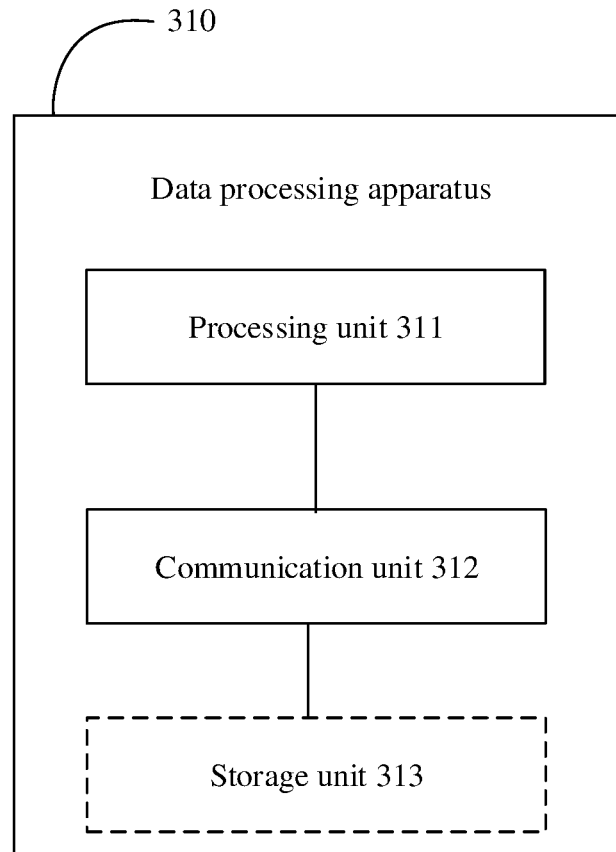 310
Data processing apparatus
Processing unit 311
Communication unit 312
Storage unit 313